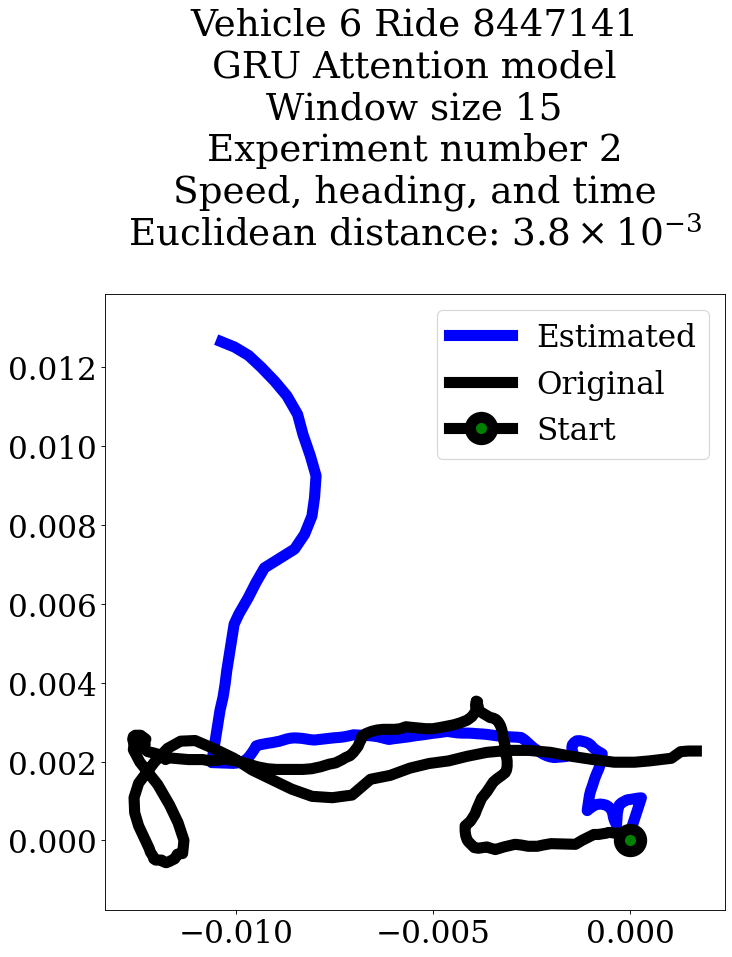 Vehicle 6 Ride 8447141
GRU Attention model
Window size 15
Experiment number 2
Speed, heading, and time
Euclidean distance: 3.8 × 10⁻³
Estimated
Original
Start
0.012
0.010
0.008
0.006
0.004
0.002
0.000
−0.010
−0.005
0.000